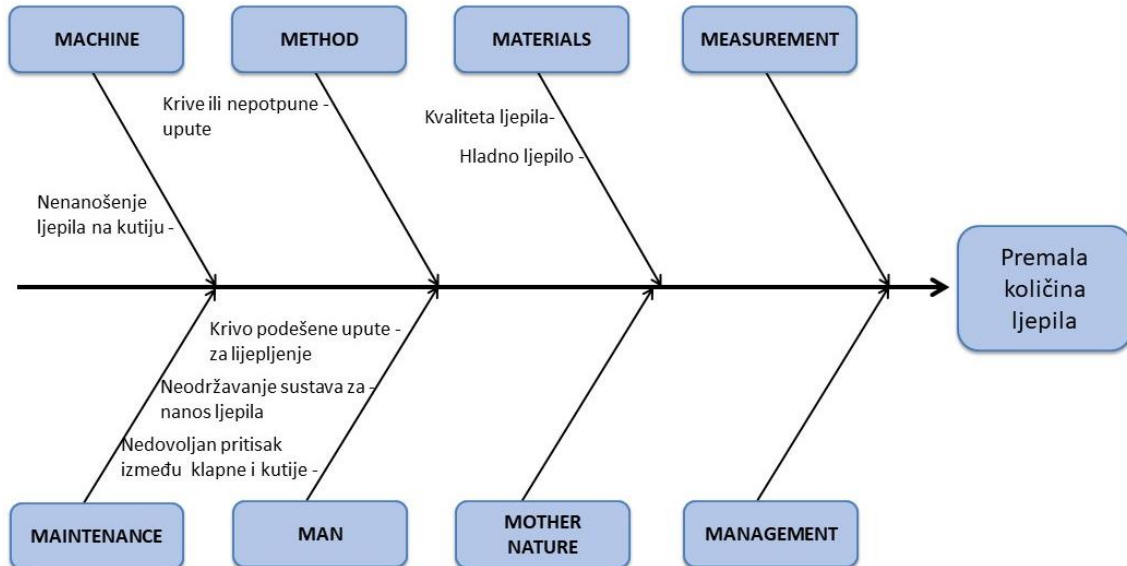 MACHINE
METHOD
MATERIALS
MEASUREMENT
Krive ili nepotpune -
upute
Kvaliteta ljepila-
Hladno ljepilo -
Nenanošenje
ljepila na kutiju -
Premala
količina
ljepila
Krivo podešene upute -
za lijepljenje
Neodržavanje sustava za -
nanos ljepila
Nedovoljan pritisak
između klapne i kutije -
MAINTENANCE
MAN
MOTHER
NATURE
MANAGEMENT